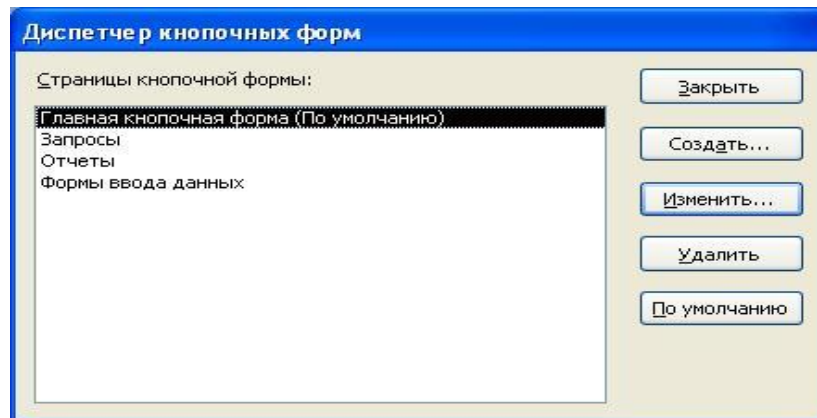 Диспетчер кнопочных форм
Страницы кнопочной формы:
Главная кнопочная форма (По умолчанию)
Запросы
Отчеты
Формы ввода данных
Закрыть
Создать...
Изменить...
Удалить
По умолчанию